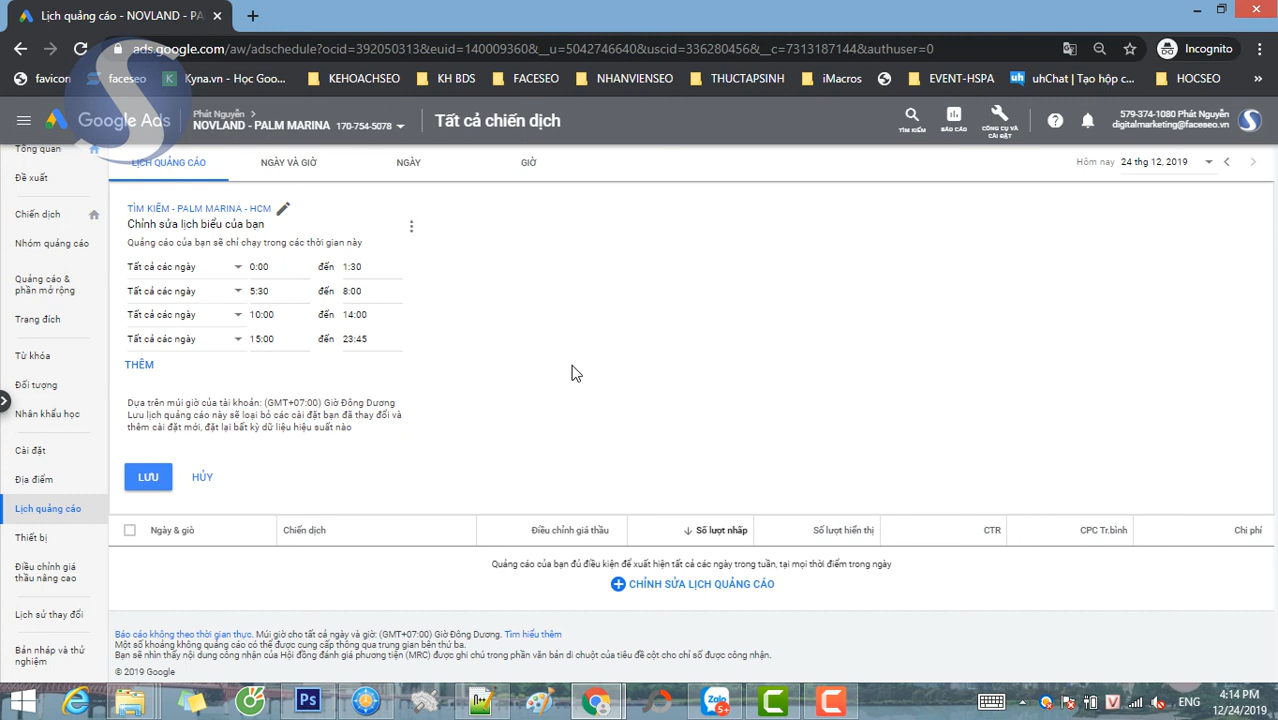 Lịch quảng cáo - NOVLAND - PA
ads.google.com/aw/adschedule?ocid=392050313&euid=140009360&__u=5042746640&uscid=336280456&__c=7313187144&authuser=0
Incognito
favicon
faceseo
Kyna.vn - Học Goo...
KEHOACHSEO
KH BDS
FACESEO
NHANVIENSEO
THUCTAPSINH
iMacros
EVENT-HSPA
uhChat | Tạo hộp c...
HOCSEO
Google Ads
Phát Nguyễn
NOVLAND - PALM MARINA 170-754-5078
Tất cả chiến dịch
TÌM KIẾM
BÁO CÁO
CÔNG CỤ VÀ CÀI ĐẶT
579-374-1080 Phát Nguyễn
digitalmarketing@faceseo.vn
Tổng quan
Đề xuất
Chiến dịch
Nhóm quảng cáo
Quảng cáo & phần mở rộng
Trang đích
Từ khóa
Đối tượng
Nhân khẩu học
Cài đặt
Địa điểm
Lịch quảng cáo
Thiết bị
Điều chỉnh giá thầu nâng cao
Lịch sử thay đổi
Bản nháp và thử nghiệm
LỊCH QUẢNG CÁO
NGÀY VÀ GIỜ
NGÀY
GIỜ
Hôm nay 24 thg 12, 2019
TÌM KIẾM - PALM MARINA - HCM
Chỉnh sửa lịch biểu của bạn
Quảng cáo của bạn sẽ chỉ chạy trong các thời gian này
Tất cả các ngày 0:00 đến 1:30
Tất cả các ngày 5:30 đến 8:00
Tất cả các ngày 10:00 đến 14:00
Tất cả các ngày 15:00 đến 23:45
THÊM
Dựa trên múi giờ của tài khoản: (GMT+07:00) Giờ Đông Dương
Lưu lịch quảng cáo này sẽ loại bỏ các cài đặt bạn đã thay đổi và
thêm cài đặt mới, đặt lại bất kỳ dữ liệu hiệu suất nào
LƯU
HỦY
Ngày & giờ
Chiến dịch
Điều chỉnh giá thầu
Số lượt nhấp
Số lượt hiển thị
CTR
CPC Tr.bình
Chi phí
Quảng cáo của bạn đủ điều kiện để xuất hiện tất cả các ngày trong tuần, tại mọi thời điểm trong ngày
CHỈNH SỬA LỊCH QUẢNG CÁO
Báo cáo không theo thời gian thực. Múi giờ cho tất cả ngày và giờ: (GMT+07:00) Giờ Đông Dương. Tìm hiểu thêm
Một số khoảng không quảng cáo có thể được cung cấp thông qua trung gian bên thứ ba.
Bạn sẽ nhìn thấy nội dung công nhận của Hội đồng đánh giá phương tiện (MRC) được ghi chú trong phần văn bản di chuột của tiêu đề cột cho chỉ số được công nhận.
© 2019 Google
ENG
4:14 PM
12/24/2019